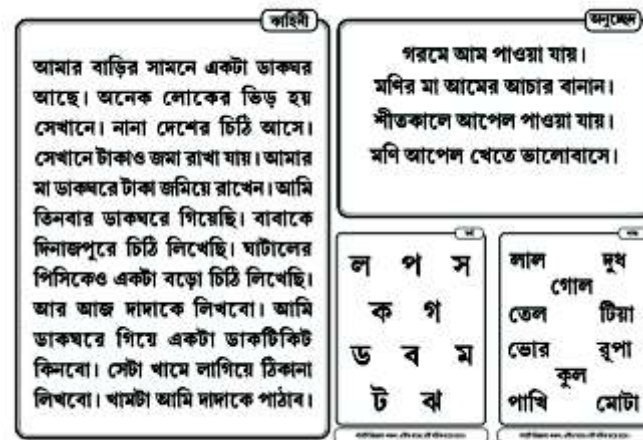 কাহিনী
আমার বাড়ির সামনে একটা ডাকঘর
আছে। অনেক লোকের ভিড় হয়
সেখানে। নানা দেশের চিঠি আসে।
সেখানে টাকাও জমা রাখা যায়। আমার
মা ডাকঘরে টাকা জমিয়ে রাখেন। আমি
তিনবার ডাকঘরে গিয়েছি। বাবাকে
দিনাজপুরে চিঠি লিখেছি। ঘাটালের
পিসিকেও একটা বড়ো চিঠি লিখেছি।
আর আজ দাদাকে লিখবো। আমি
ডাকঘরে গিয়ে একটা ডাকটিকিট
কিনবো। সেটা খামে লাগিয়ে ঠিকানা
লিখবো। খামটা আমি দাদাকে পাঠাব।
অনুচ্ছেদ
গরমে আম পাওয়া যায়।
মণির মা আমের আচার বানান।
শীতকালে আপেল পাওয়া যায়।
মণি আপেল খেতে ভালোবাসে।
ল প স
ক গ
ড ব ম
ট ঝ
লাল দুধ
গোল
তেল টিয়া
ভোর রূপা
কুল
পাখি মোটা